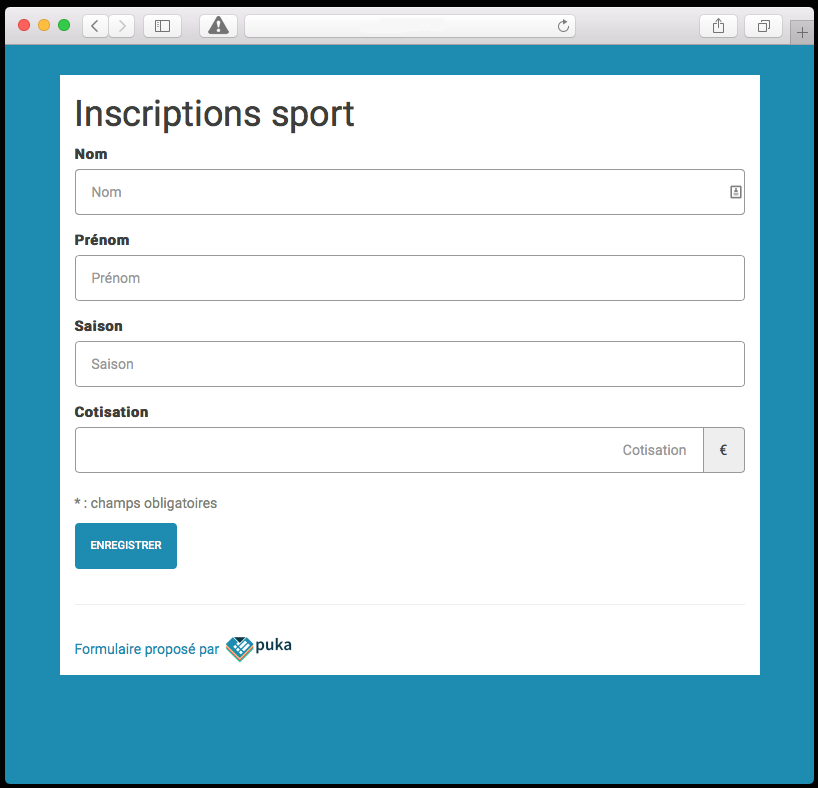 Inscriptions sport
Nom
Nom
Prénom
Prénom
Saison
Saison
Cotisation
Cotisation €
* : champs obligatoires
ENREGISTRER
Formulaire proposé par puka